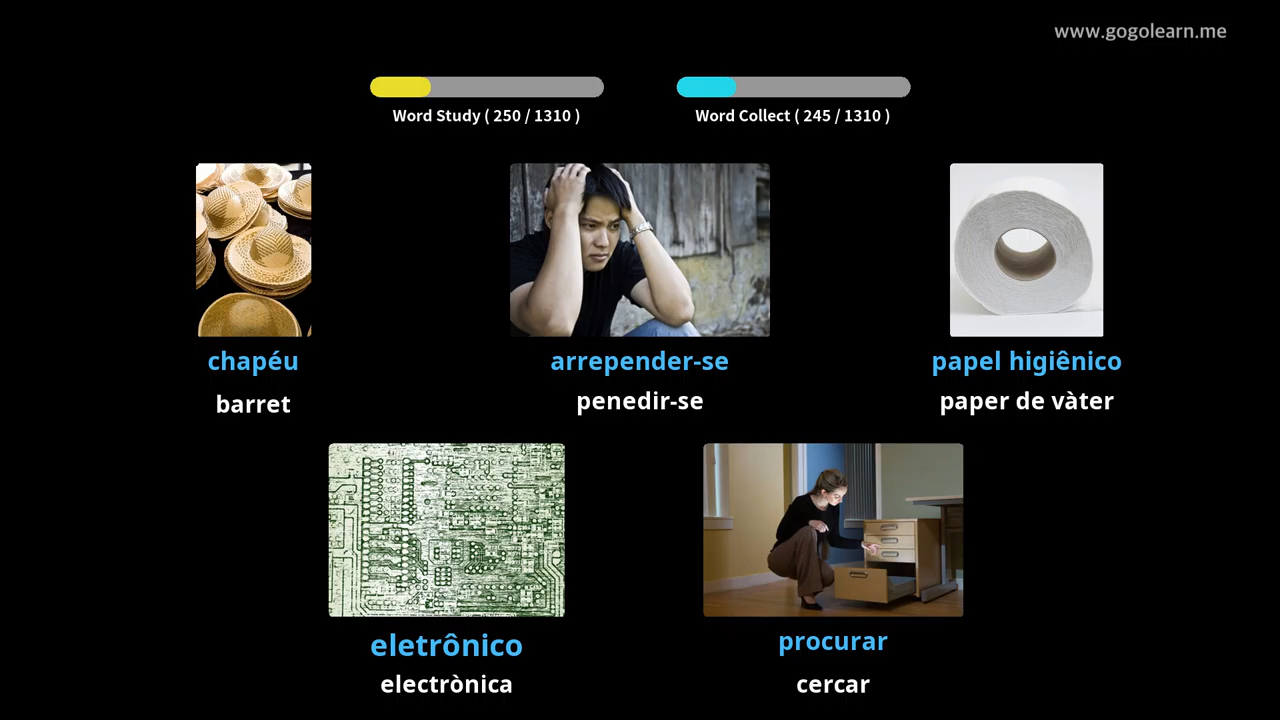 www.gogolearn.me
Word Study ( 250 / 1310 )
Word Collect ( 245 / 1310 )
chapéu
barret
arrepender-se
penedir-se
papel higiênico
paper de vàter
eletrônico
electrònica
procurar
cercar